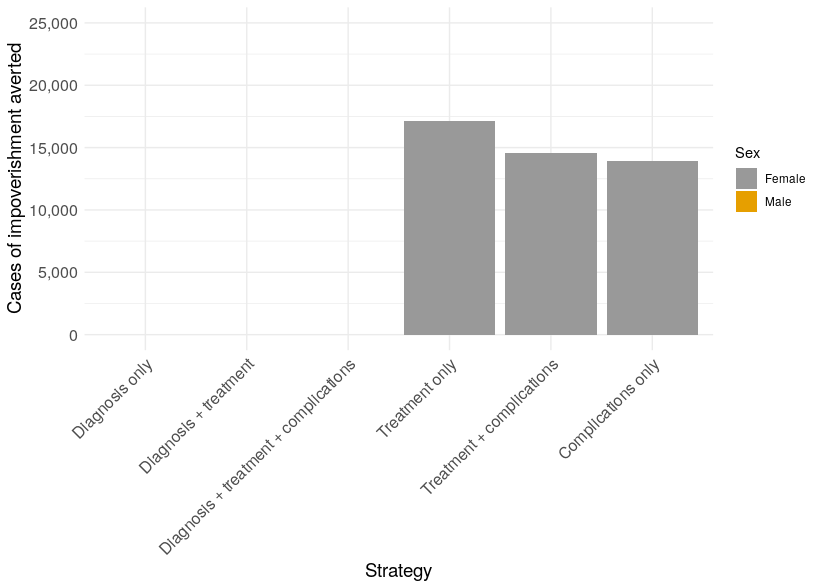 Cases of impoverishment averted
25,000
20,000
15,000
10,000
5,000
0
Diagnosis only
Diagnosis + treatment
Diagnosis + treatment + complications
Treatment only
Treatment + complications
Complications only
Strategy
Sex
Female
Male